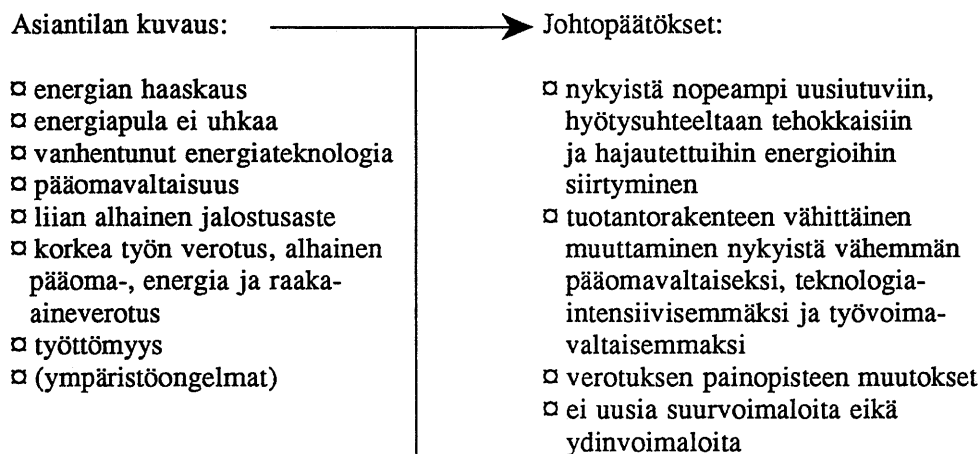 Asiantilan kuvaus:
¤ energian haaskaus
¤ energiapula ei uhkaa
¤ vanhentunut energiateknologia
¤ pääomavaltaisuus
¤ liian alhainen jalostusaste
¤ korkea työn verotus, alhainen
pääoma-, energia ja raaka-
aineverotus
¤ työttömyys
¤ (ympäristöongelmat)
Johtopäätökset:
¤ nykyistä nopeampi uusiutuviin,
hyötysuhteeltaan tehokkaisiin
ja hajautettuihin energioihin
siirtyminen
¤ tuotantorakenteen vähittäinen
muuttaminen nykyistä vähemmän
pääomavaltaiseksi, teknologia-
intensiivisemmäksi ja työvoima-
valtaisemmaksi
¤ verotuksen painopisteen muutokset
¤ ei uusia suurvoimaloita eikä
ydinvoimaloita